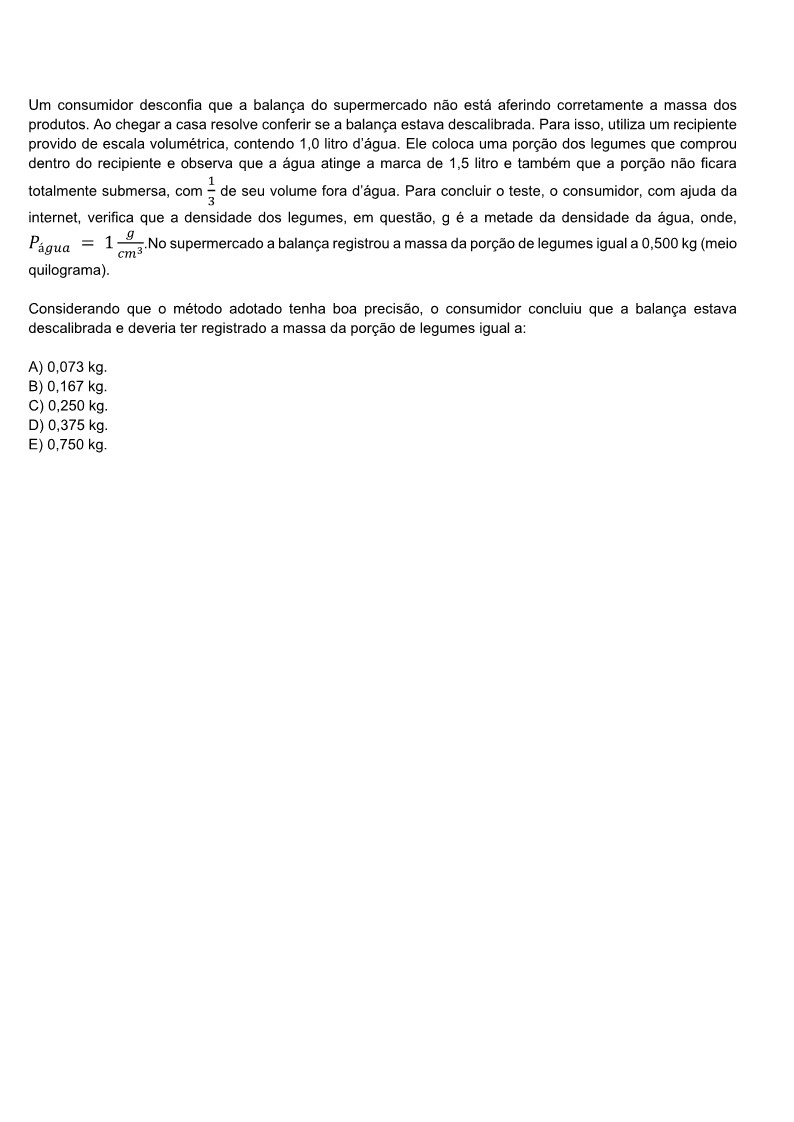 Um consumidor desconfia que a balança do supermercado não está aferindo corretamente a massa dos
produtos. Ao chegar a casa resolve conferir se a balança estava descalibrada. Para isso, utiliza um recipiente
provido de escala volumétrica, contendo 1,0 litro d’água. Ele coloca uma porção dos legumes que comprou
dentro do recipiente e observa que a água atinge a marca de 1,5 litro e também que a porção não ficara
totalmente submersa, com 1/3 de seu volume fora d’água. Para concluir o teste, o consumidor, com ajuda da
internet, verifica que a densidade dos legumes, em questão, g é a metade da densidade da água, onde,
P_água = 1 g/cm³.No supermercado a balança registrou a massa da porção de legumes igual a 0,500 kg (meio
quilograma).
Considerando que o método adotado tenha boa precisão, o consumidor concluiu que a balança estava
descalibrada e deveria ter registrado a massa da porção de legumes igual a:
A) 0,073 kg.
B) 0,167 kg.
C) 0,250 kg.
D) 0,375 kg.
E) 0,750 kg.